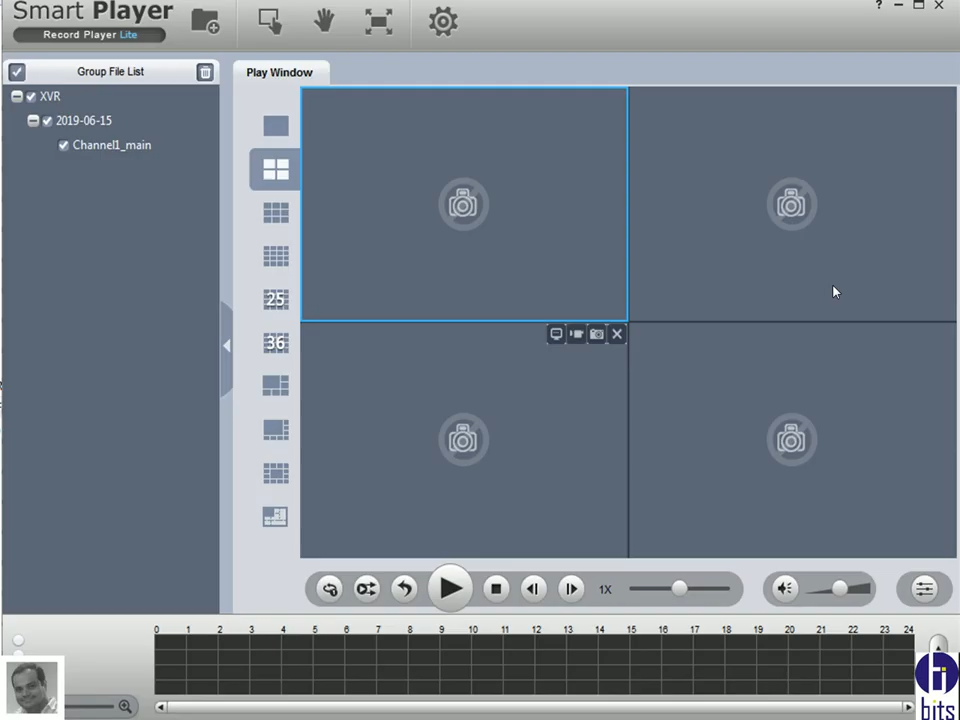 Smart Player
Record Player Lite
?
Group File List
Play Window
XVR
2019-06-15
Channel1_main
25
36
1X
0 1 2 3 4 5 6 7 8 9 10 11 12 13 14 15 16 17 18 19 20 21 22 23 24
hi
bits